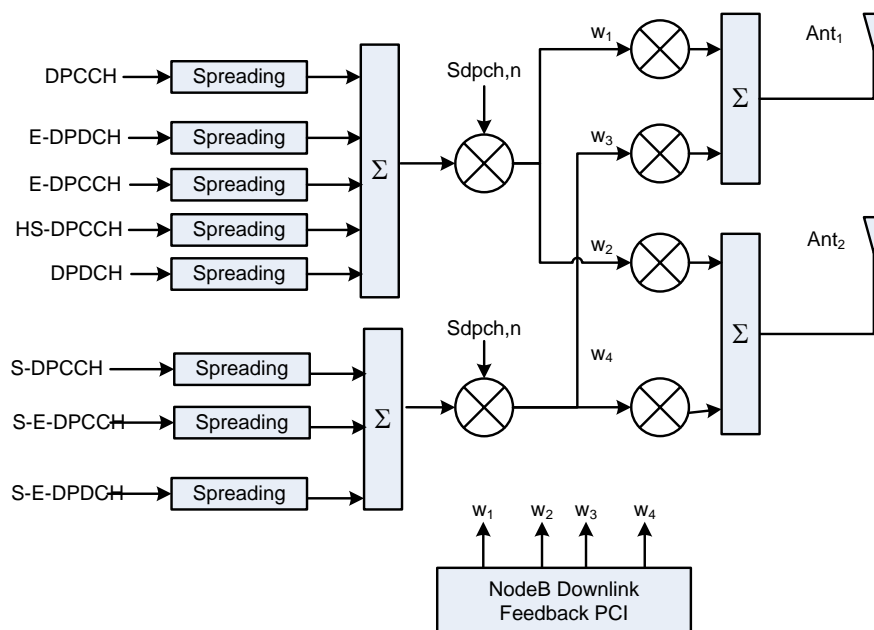 DPCCH
Spreading
E-DPDCH
Spreading
E-DPCCH
Spreading
HS-DPCCH
Spreading
DPDCH
Spreading
Σ
Sdpch,n
w1
w3
Σ
Ant1
S-DPCCH
Spreading
S-E-DPCCH
Spreading
S-E-DPDCH
Spreading
Σ
Sdpch,n
w2
w4
Σ
Ant2
w1 w2 w3 w4
NodeB Downlink
Feedback PCI